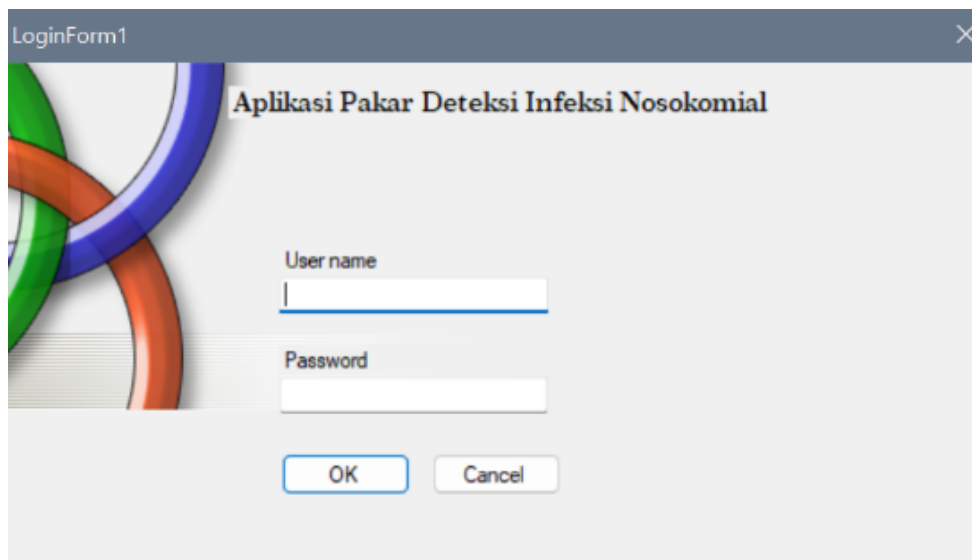 LoginForm1
Aplikasi Pakar Deteksi Infeksi Nosokomial
User name
Password
OK
Cancel